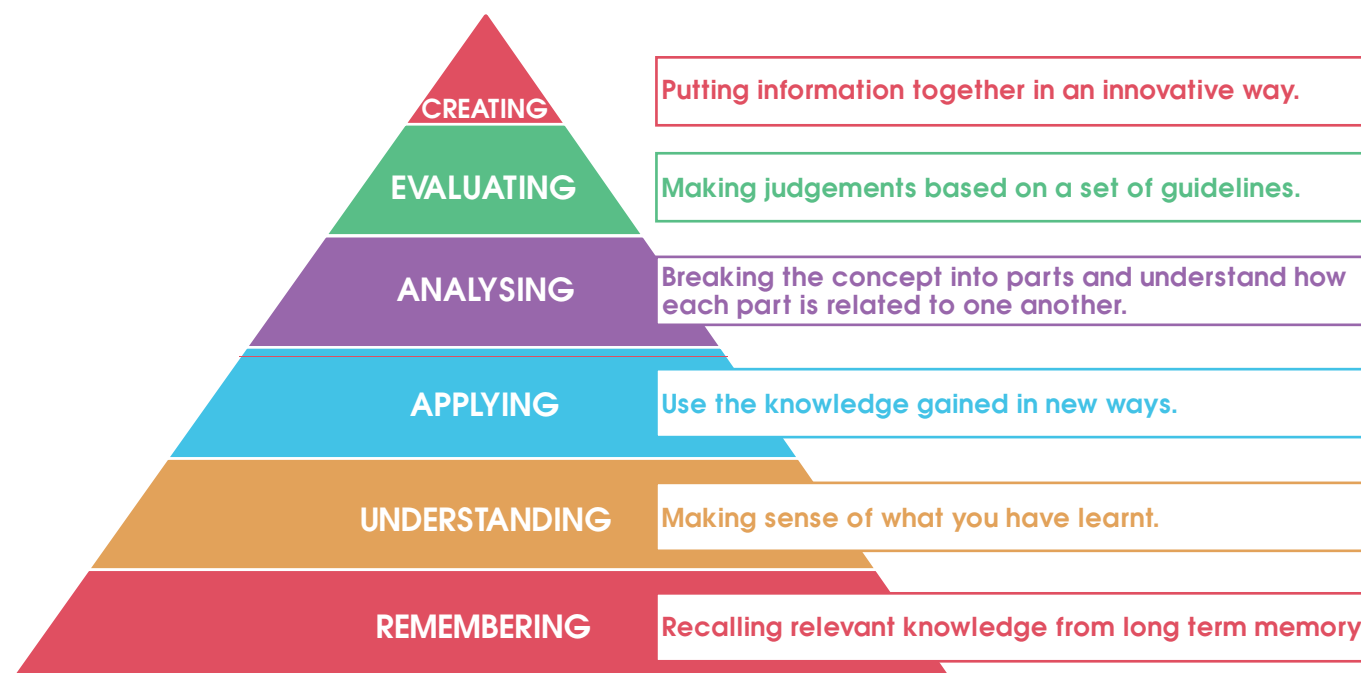 CREATING
Putting information together in an innovative way.
EVALUATING
Making judgements based on a set of guidelines.
ANALYSING
Breaking the concept into parts and understand how
each part is related to one another.
APPLYING
Use the knowledge gained in new ways.
UNDERSTANDING
Making sense of what you have learnt.
REMEMBERING
Recalling relevant knowledge from long term memory